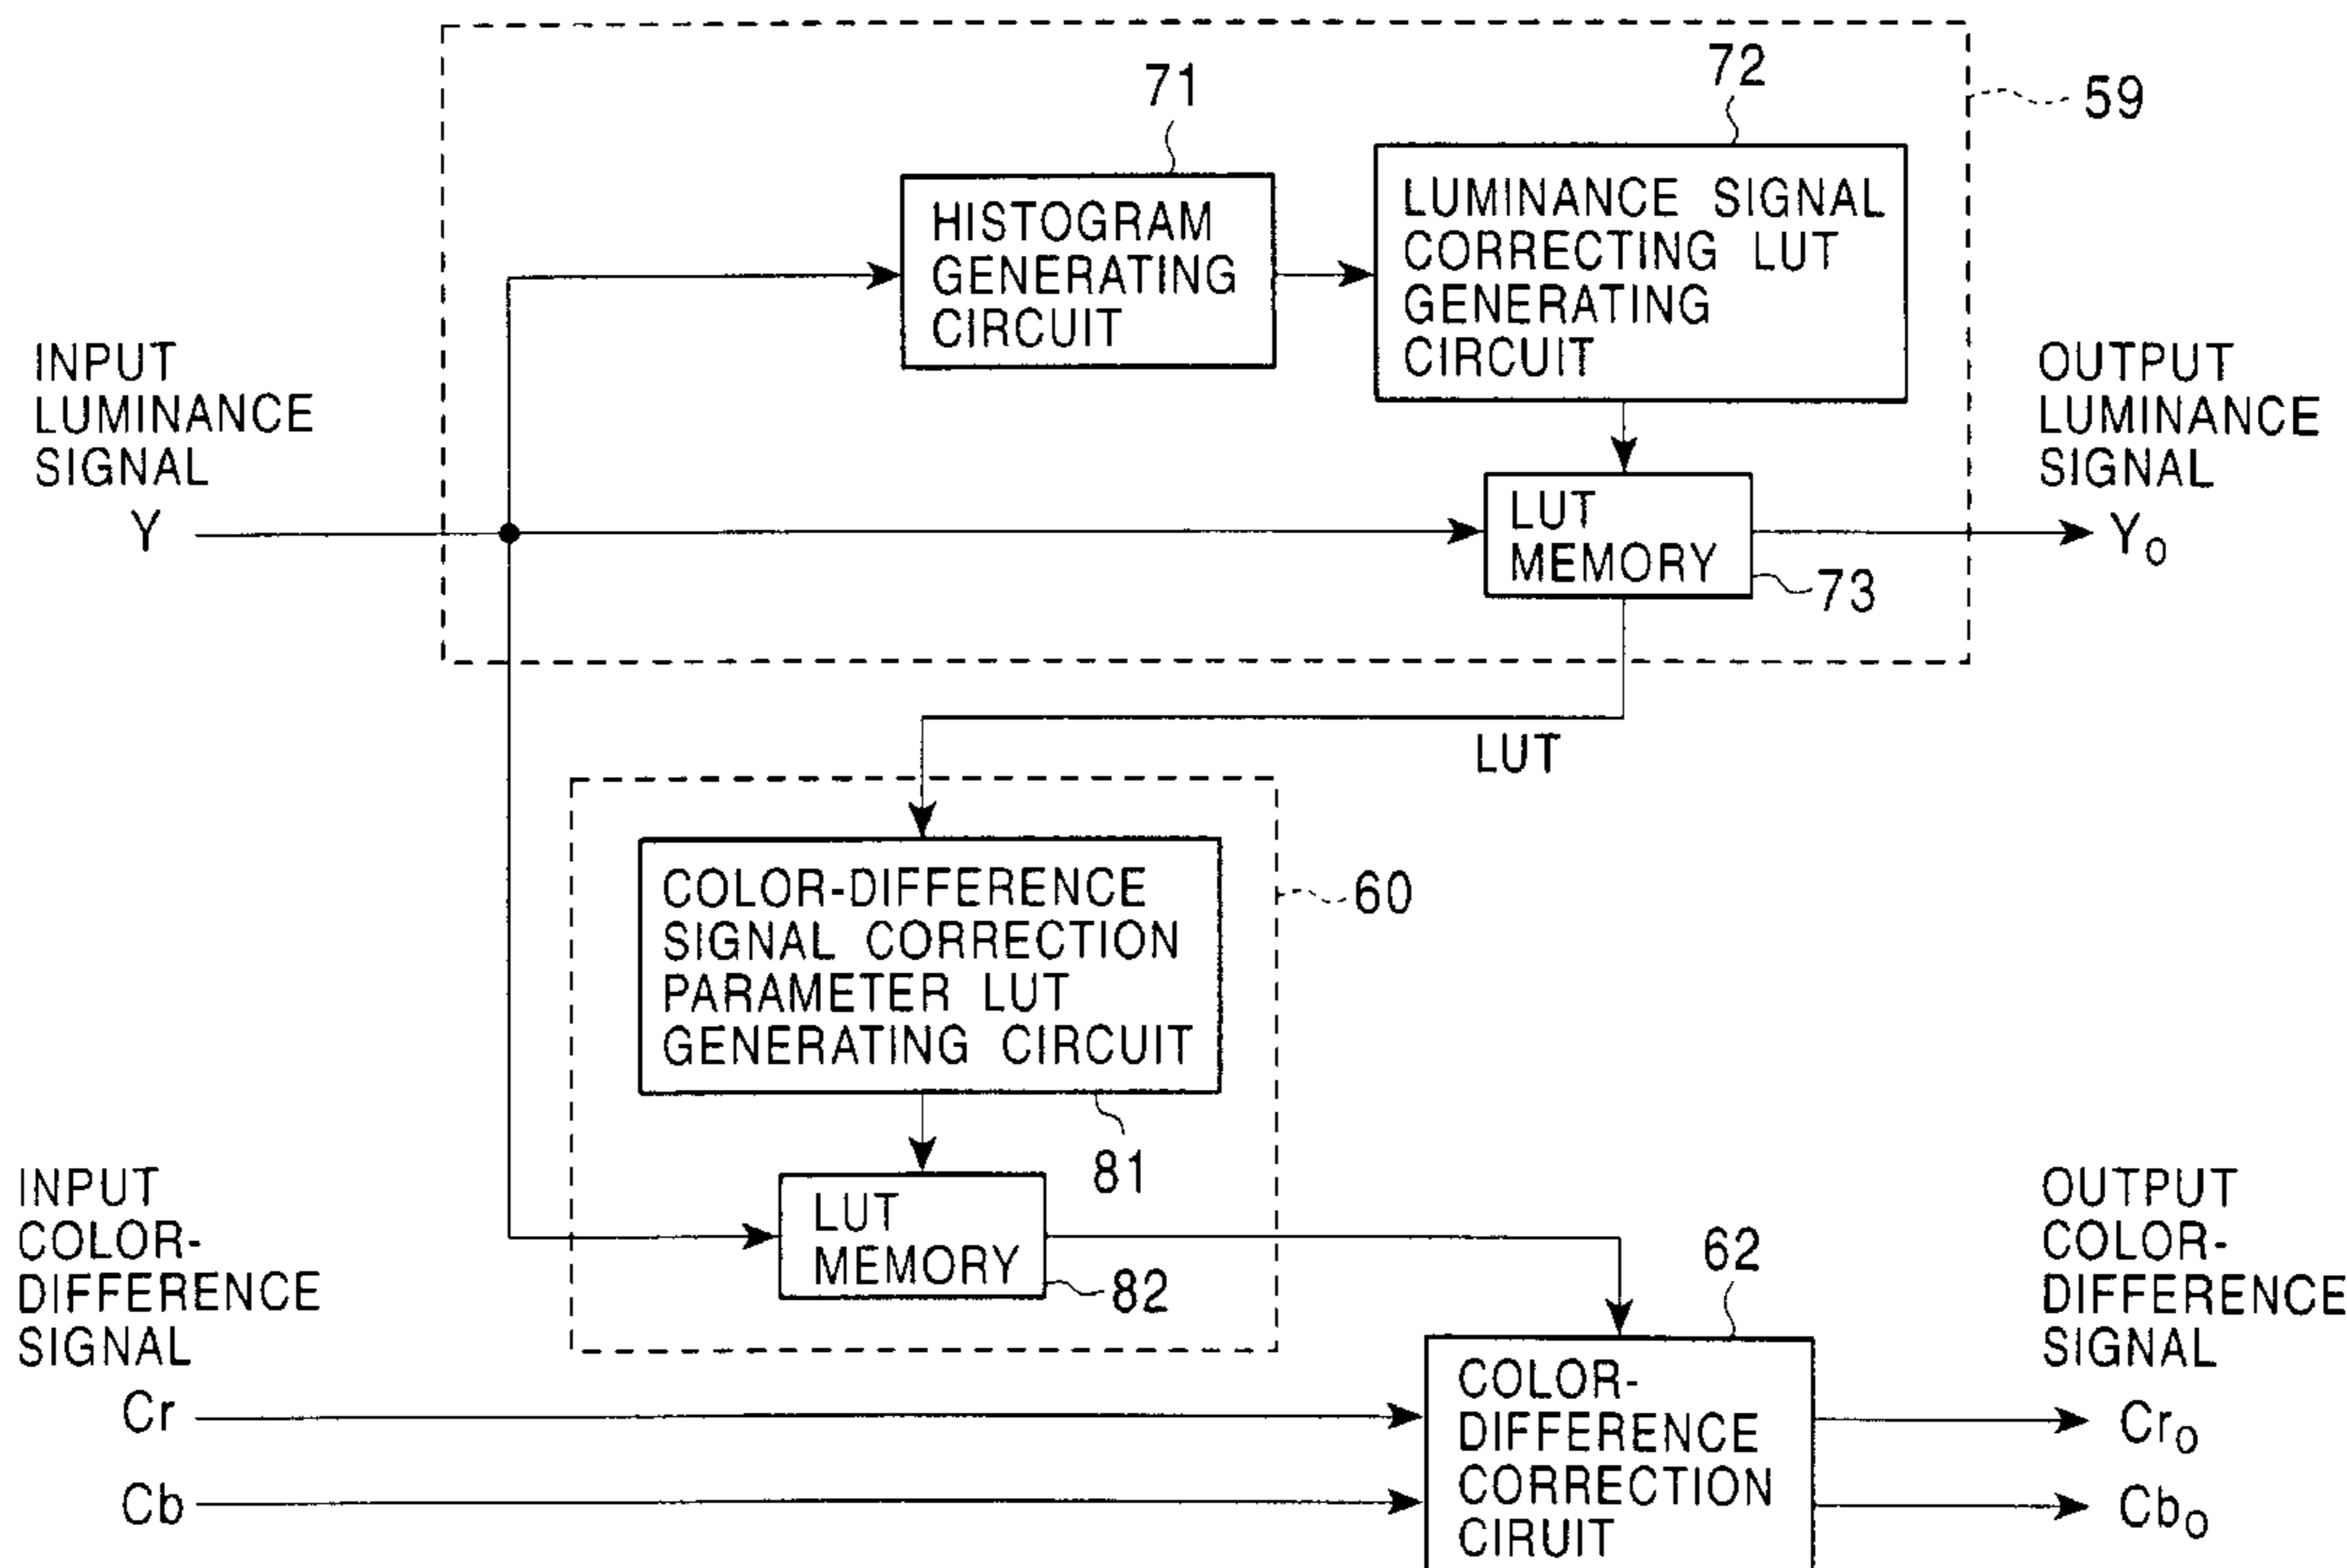 71
72
59
HISTOGRAM
GENERATING
CIRCUIT
LUMINANCE SIGNAL
CORRECTING LUT
GENERATING
CIRCUIT
INPUT
LUMINANCE
SIGNAL
Y
LUT
MEMORY
73
OUTPUT
LUMINANCE
SIGNAL
Yo
LUT
COLOR-DIFFERENCE
SIGNAL CORRECTION
PARAMETER LUT
GENERATING CIRCUIT
60
81
LUT
MEMORY
82
62
INPUT
COLOR-
DIFFERENCE
SIGNAL
Cr
Cb
COLOR-
DIFFERENCE
CORRECTION
CIRUIT
OUTPUT
COLOR-
DIFFERENCE
SIGNAL
Cro
Cbo